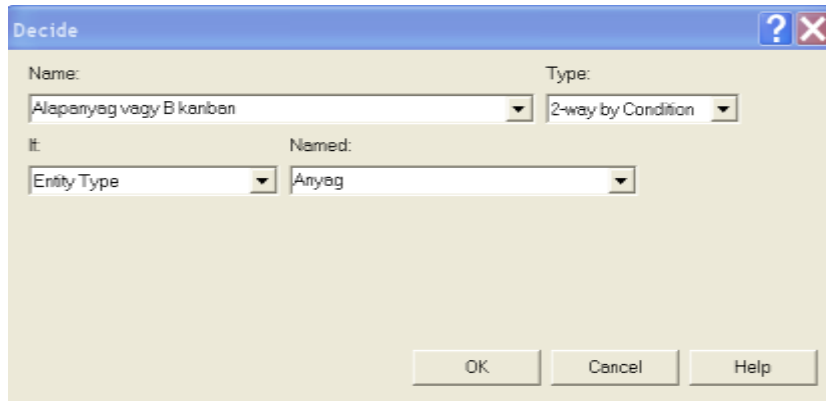 Decide
Name: Type:
Alapanyag vagy B kanban 2-way by Condition
If: Named:
Entity Type Anyag
OK Cancel Help